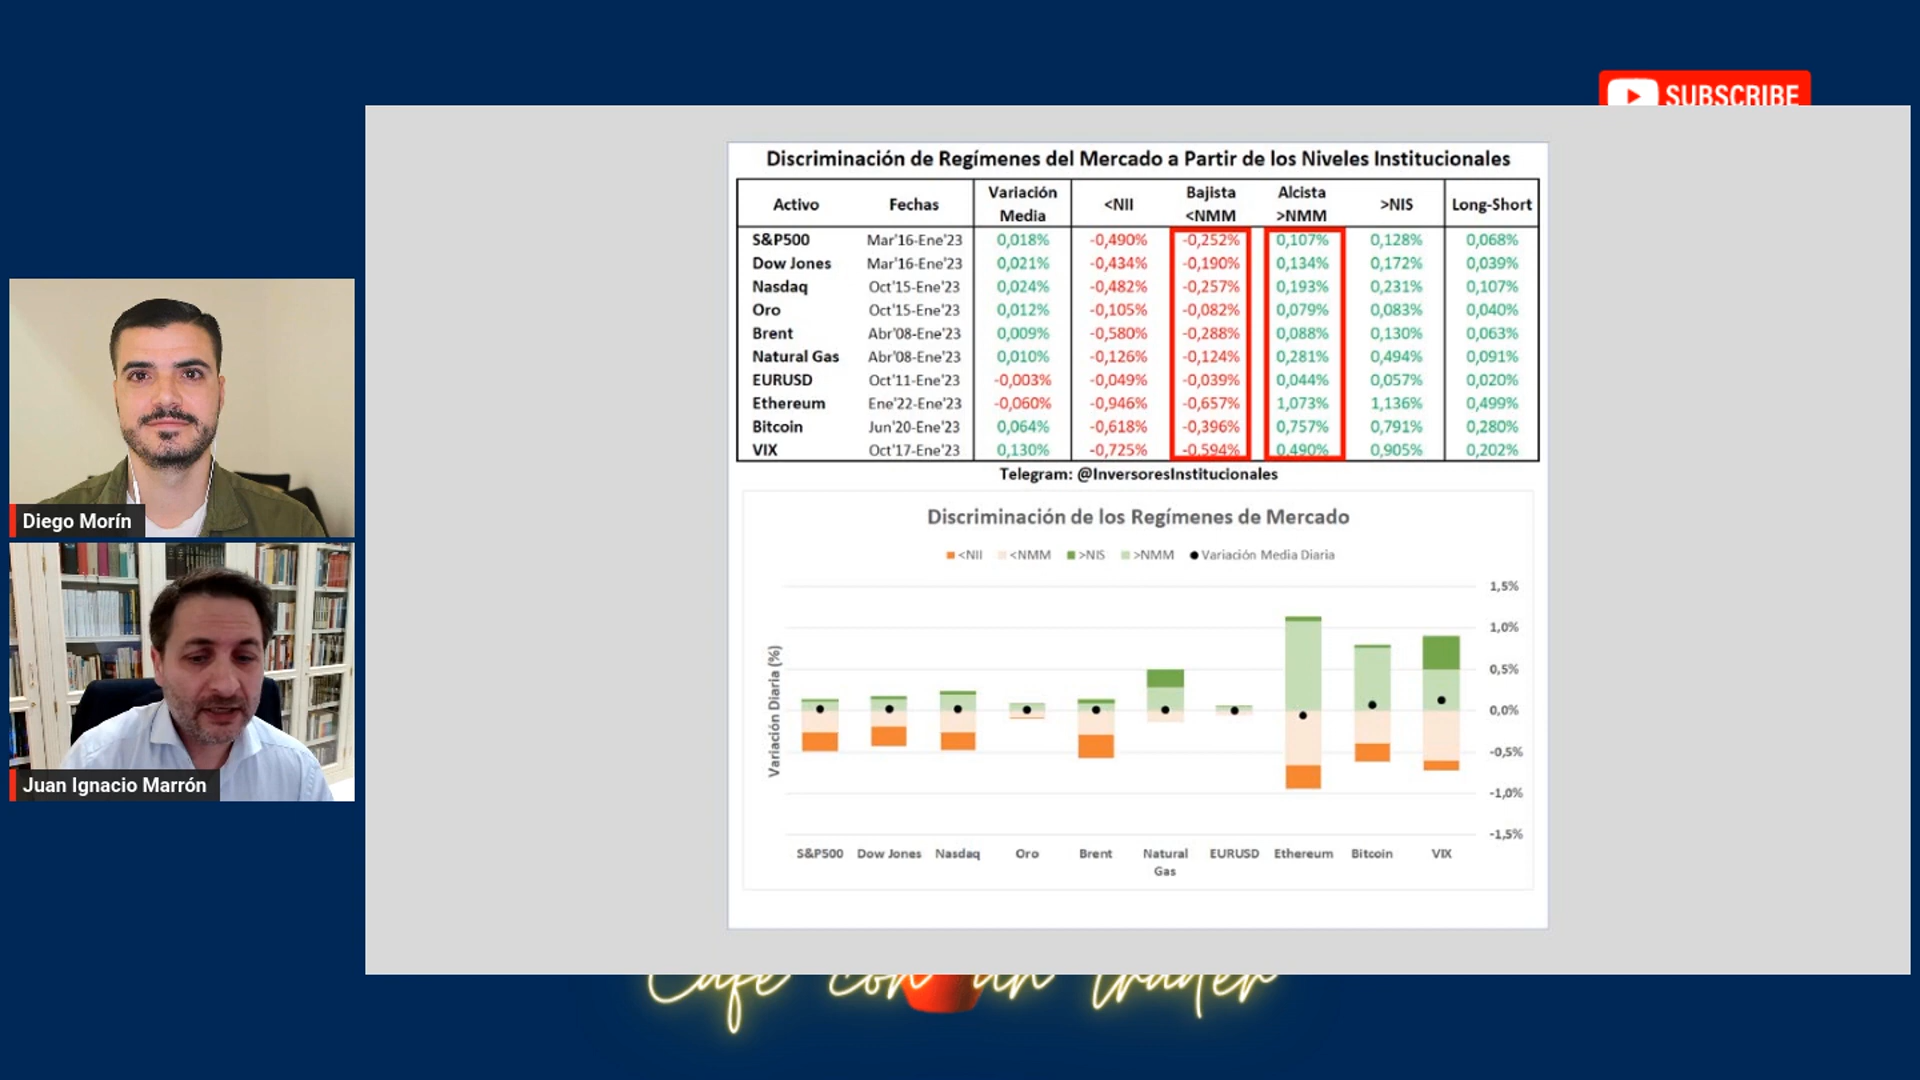 SUBSCRIBE
Discriminación de Regímenes del Mercado a Partir de los Niveles Institucionales
Activo Fechas Variación Media <NII Bajista <NMM Alcista >NMM >NIS Long-Short
S&P500 Mar'16-Ene'23 0,018% -0,490% -0,252% 0,107% 0,128% 0,068%
Dow Jones Mar'16-Ene'23 0,021% -0,434% -0,190% 0,134% 0,172% 0,039%
Nasdaq Oct'15-Ene'23 0,024% -0,482% -0,257% 0,193% 0,231% 0,107%
Oro Oct'15-Ene'23 0,012% -0,105% -0,082% 0,079% 0,083% 0,040%
Brent Abr'08-Ene'23 0,009% -0,580% -0,288% 0,088% 0,130% 0,063%
Natural Gas Abr'08-Ene'23 0,010% -0,126% -0,124% 0,281% 0,494% 0,091%
EURUSD Oct'11-Ene'23 -0,003% -0,049% -0,039% 0,044% 0,057% 0,020%
Ethereum Ene'22-Ene'23 -0,060% -0,946% -0,657% 1,073% 1,136% 0,499%
Bitcoin Jun'20-Ene'23 0,064% -0,618% -0,396% 0,757% 0,791% 0,280%
VIX Oct'17-Ene'23 0,130% -0,725% -0,594% 0,490% 0,905% 0,202%
Telegram: @InversoresInstitucionales
Discriminación de los Regímenes de Mercado
<NII <NMM >NIS >NMM Variación Media Diaria
Variación Diaria (%)
1,5%
1,0%
0,5%
0,0%
-0,5%
-1,0%
-1,5%
S&P500 Dow Jones Nasdaq Oro Brent Natural Gas EURUSD Ethereum Bitcoin VIX
Diego Morín
Juan Ignacio Marrón
Café con un trader